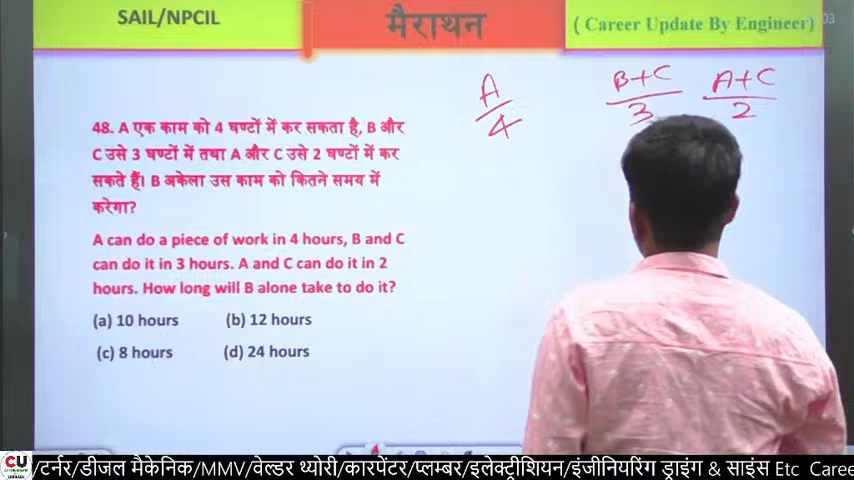 SAIL/NPCIL
मैराथन
( Career Update By Engineer)
03
A
4
B+C
3
A+C
2
48. A एक काम को 4 घण्टों में कर सकता है, B और
C उसे 3 घण्टों में तथा A और C उसे 2 घण्टों में कर
सकते हैं। B अकेला उस काम को कितने समय में
करेगा?
A can do a piece of work in 4 hours, B and C
can do it in 3 hours. A and C can do it in 2
hours. How long will B alone take to do it?
(a) 10 hours (b) 12 hours
(c) 8 hours (d) 24 hours
CU
/टर्नर/डीजल मैकेनिक/MMV/वेल्डर थ्योरी/कारपेंटर/प्लम्बर/इलेक्ट्रीशियन/इंजीनियरिंग ड्राइंग & साइंस Etc Caree